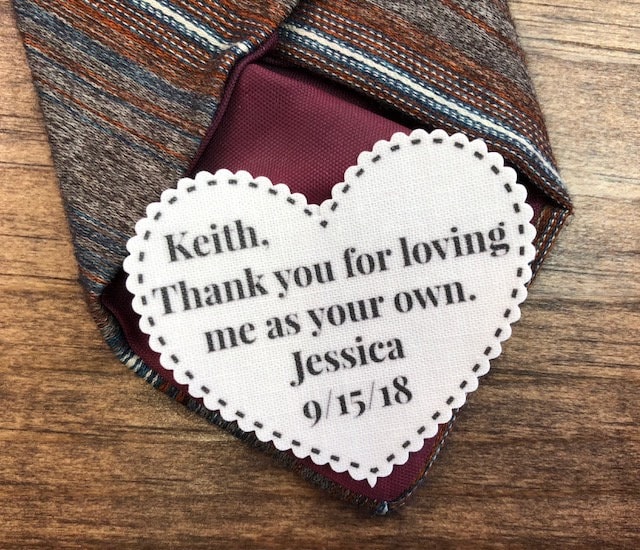 Keith,
Thank you for loving
me as your own.
Jessica
9/15/18